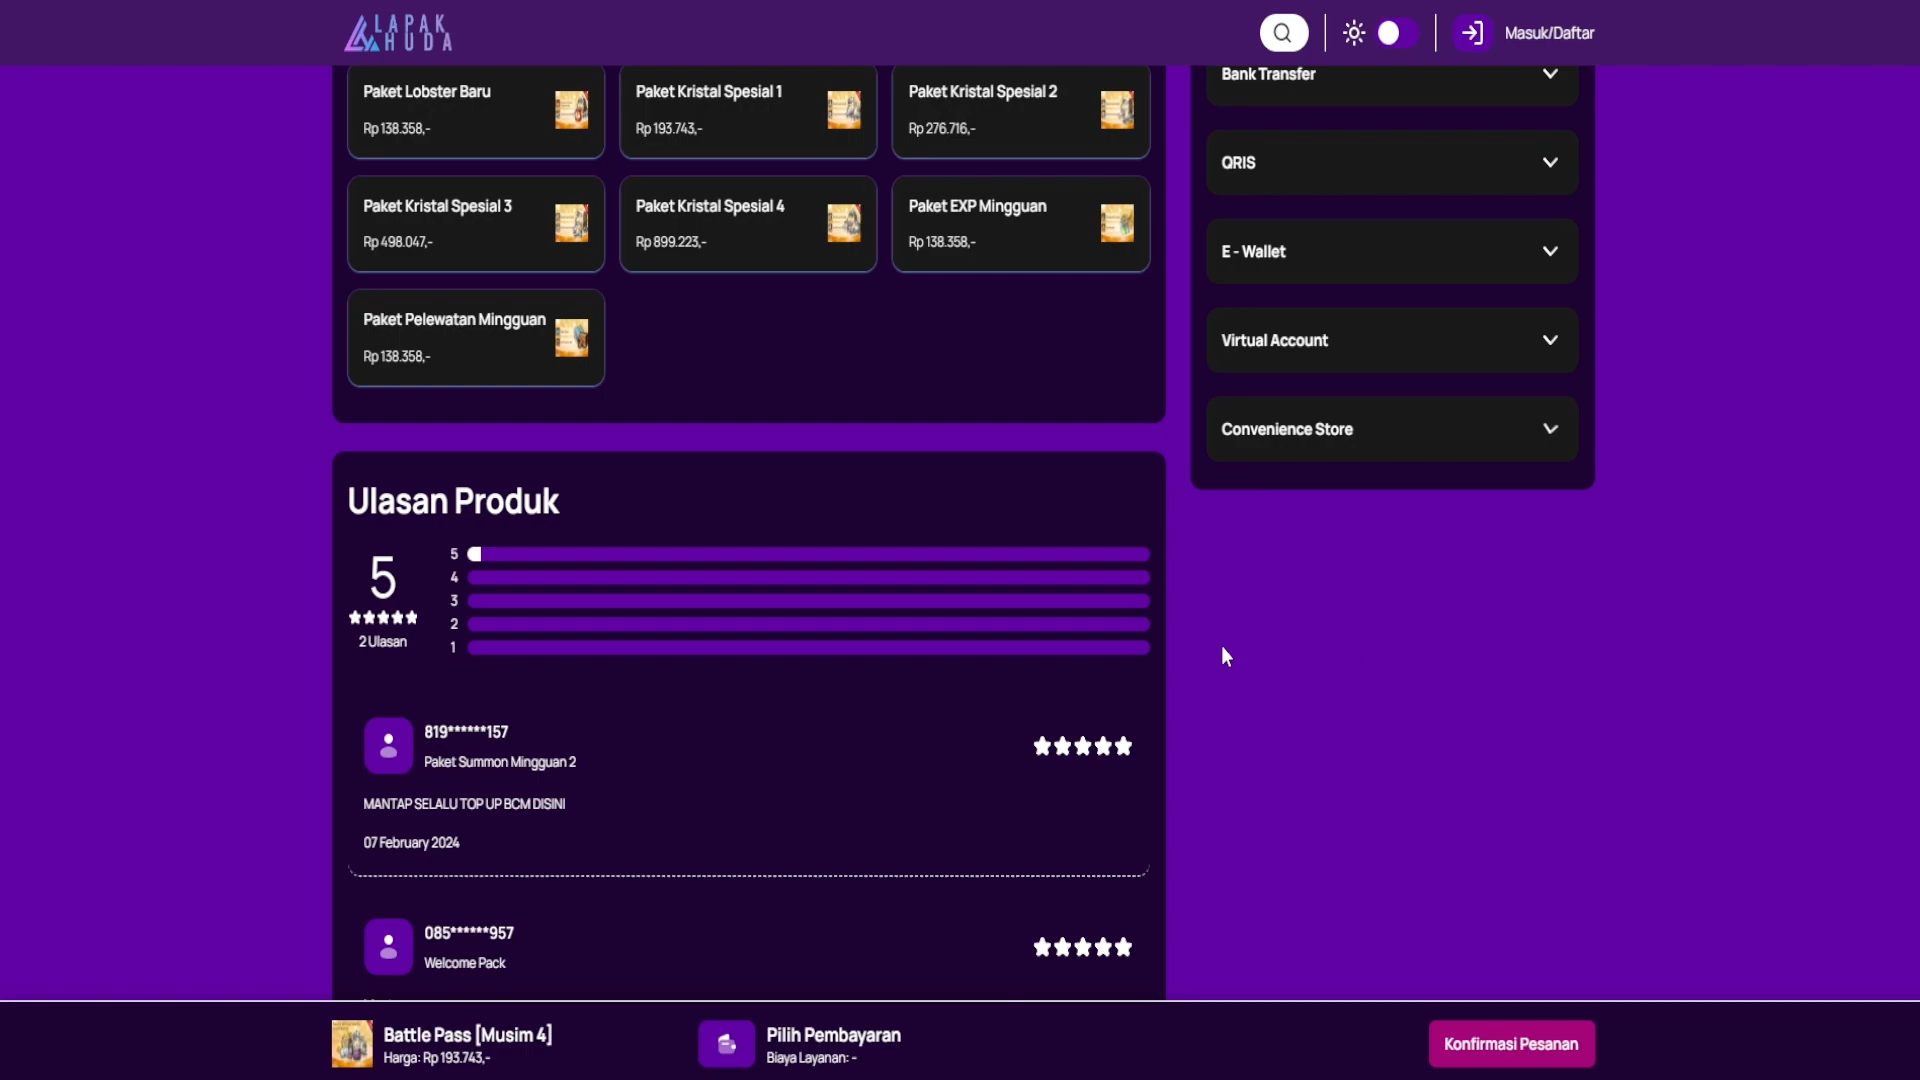 LAPAK
HUDA
Masuk/Daftar
Paket Lobster Baru
Rp 138.358,-
Paket Kristal Spesial 1
Rp 193.743,-
Paket Kristal Spesial 2
Rp 276.716,-
Paket Kristal Spesial 3
Rp 498.047,-
Paket Kristal Spesial 4
Rp 899.223,-
Paket EXP Mingguan
Rp 138.358,-
Paket Pelewatan Mingguan
Rp 138.358,-
Bank Transfer
QRIS
E - Wallet
Virtual Account
Convenience Store
Ulasan Produk
5
2 Ulasan
5
4
3
2
1
819******157
Paket Summon Mingguan 2
MANTAP SELALU TOP UP BCM DISINI
07 February 2024
085******957
Welcome Pack
Battle Pass [Musim 4]
Harga: Rp 193.743,-
Pilih Pembayaran
Biaya Layanan: -
Konfirmasi Pesanan